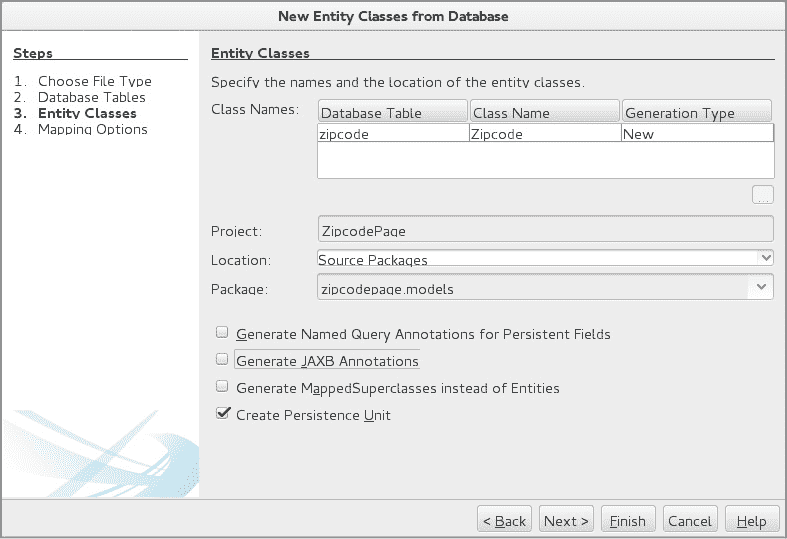 New Entity Classes from Database
Steps
1. Choose File Type
2. Database Tables
3. Entity Classes
4. Mapping Options
Entity Classes
Specify the names and the location of the entity classes.
Class Names:
Database Table Class Name Generation Type
zipcode Zipcode New
...
Project: ZipcodePage
Location: Source Packages
Package: zipcodepage.models
Generate Named Query Annotations for Persistent Fields
Generate JAXB Annotations
Generate MappedSuperclasses instead of Entities
Create Persistence Unit
< Back Next > Finish Cancel Help